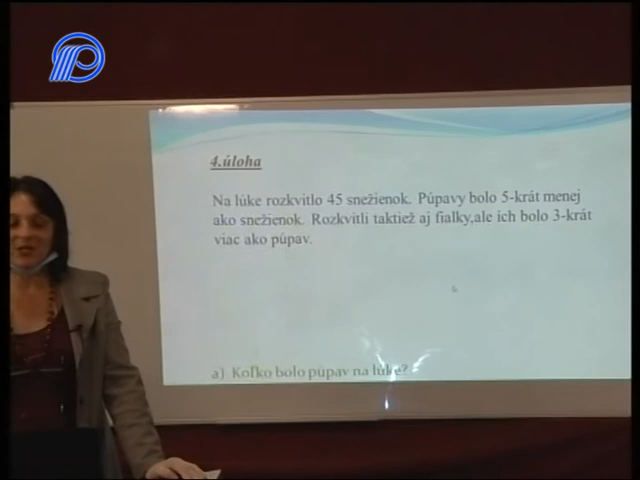 4.úloha
Na lúke rozkvitlo 45 snežienok. Púpavy bolo 5-krát menej
ako snežienok. Rozkvitli taktiež aj fialky,ale ich bolo 3-krát
viac ako púpav.
a) Koľko bolo púpav na lúke?